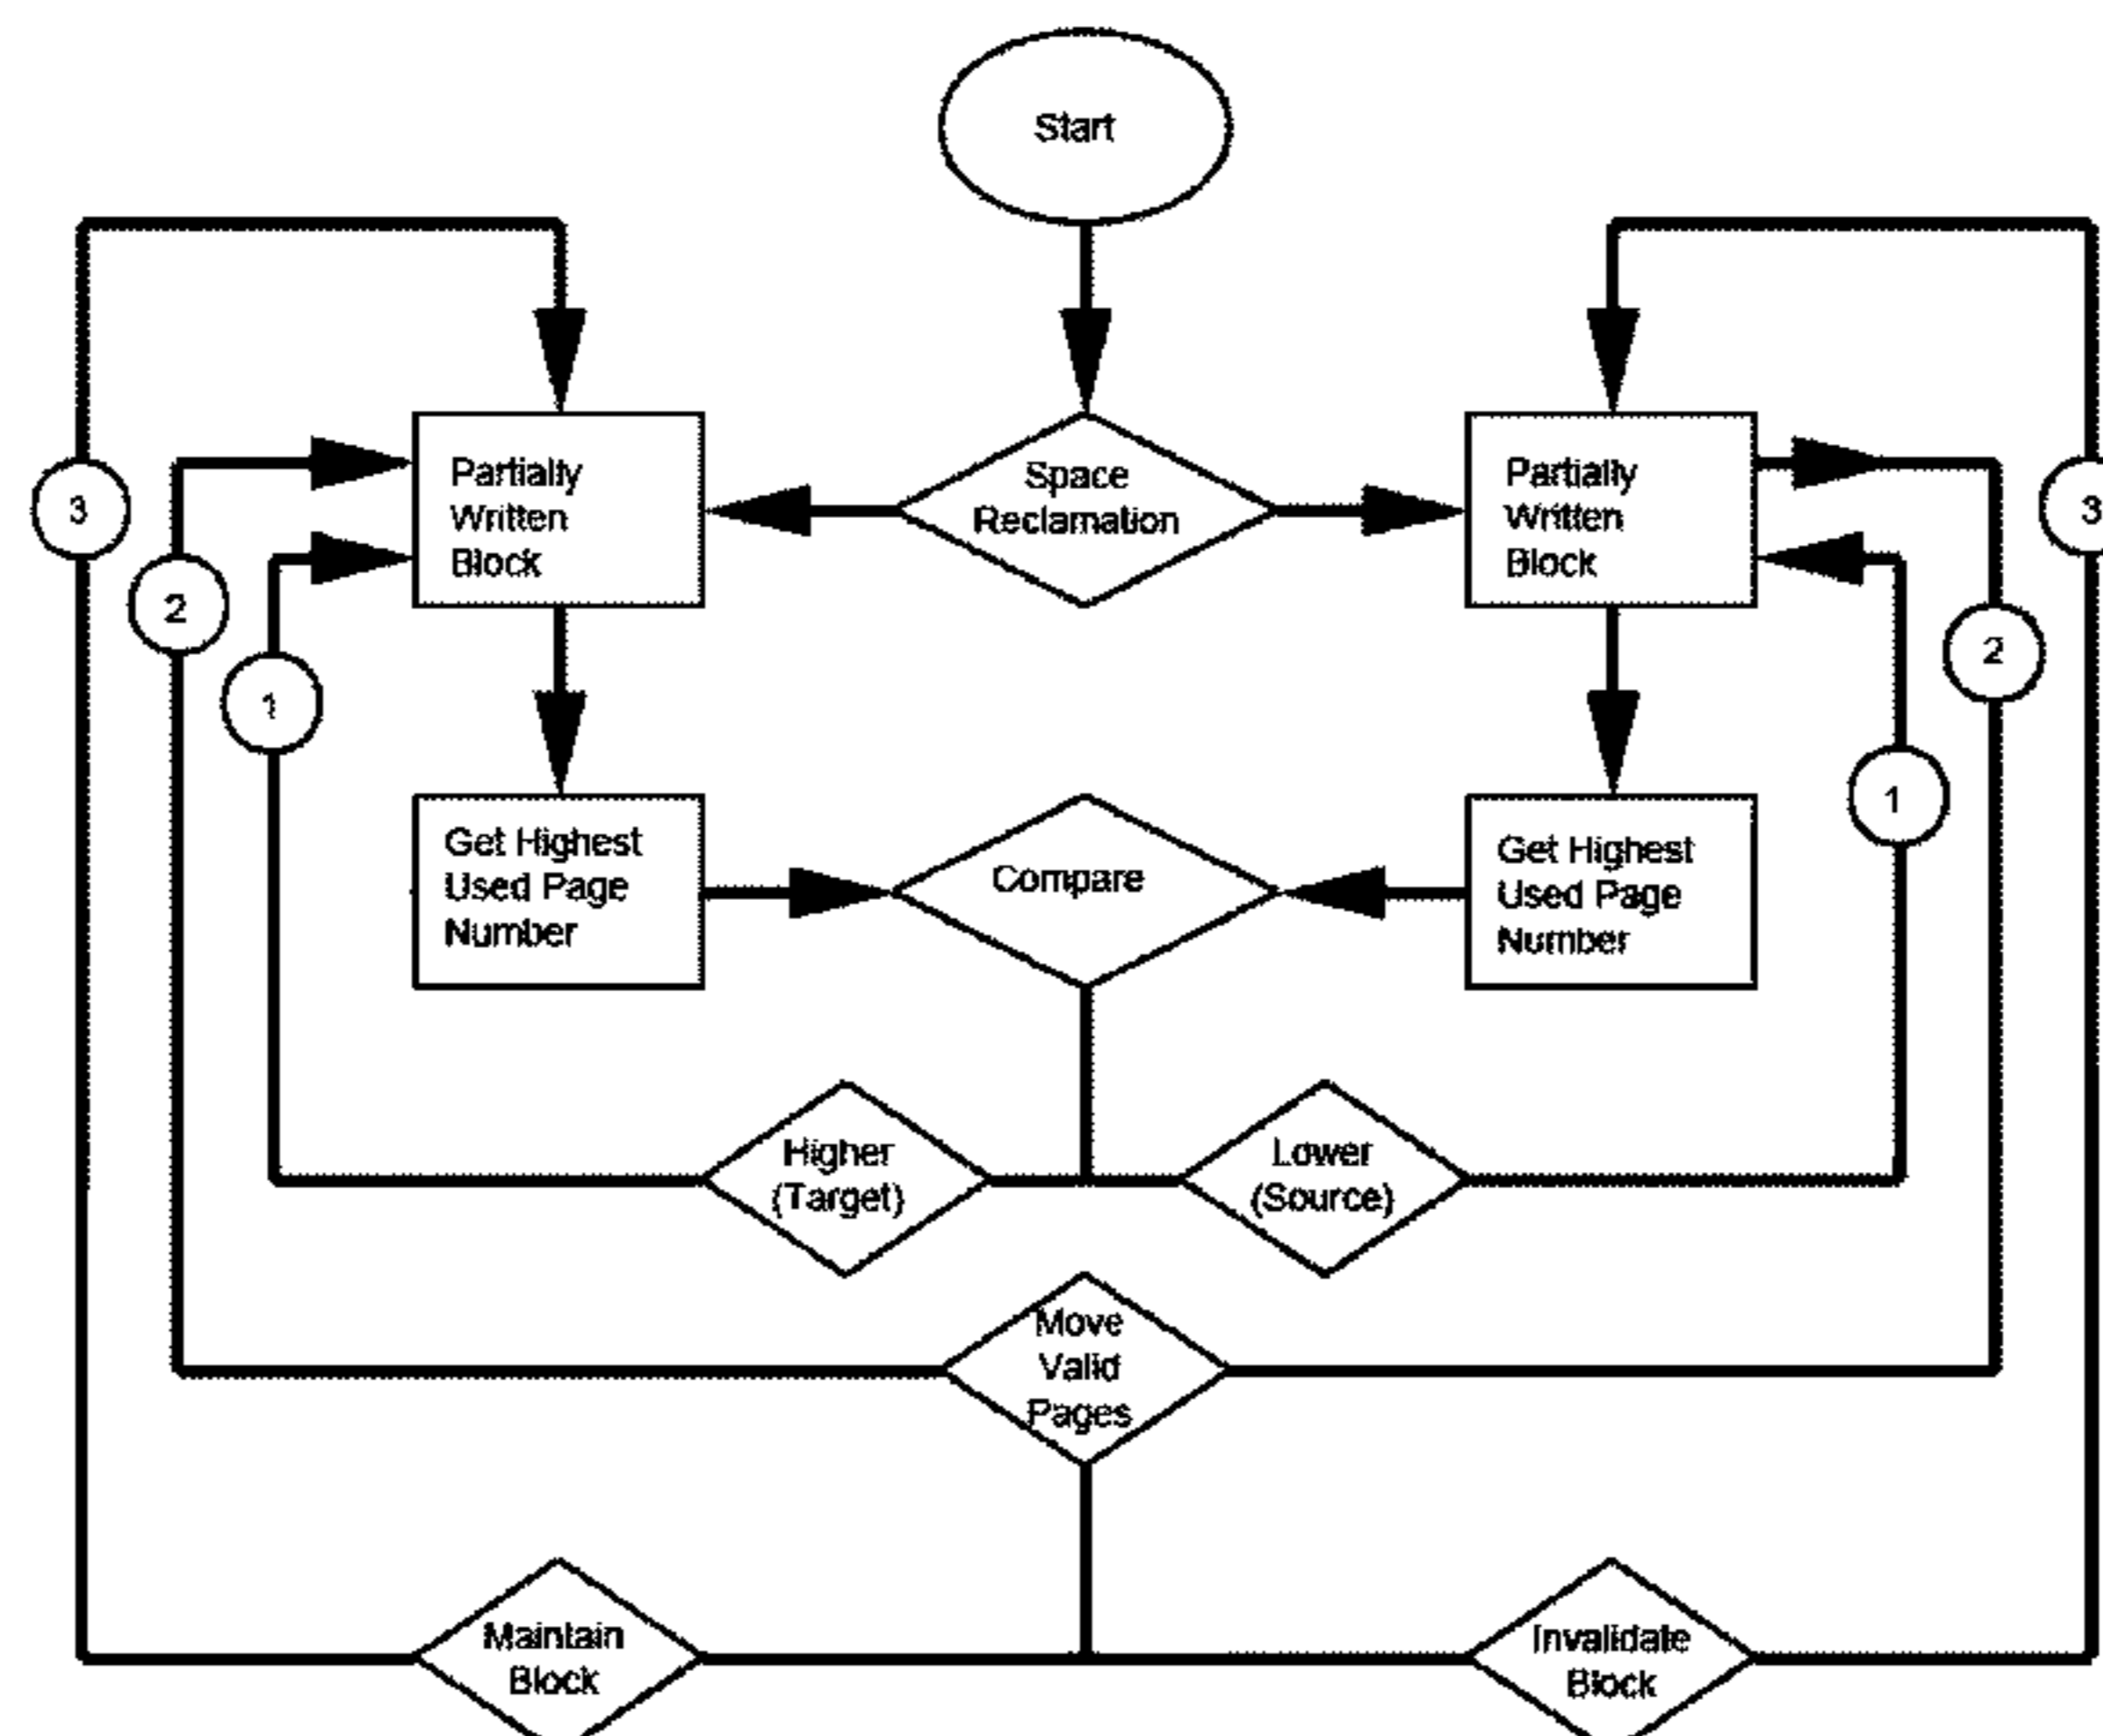 Start
Partially
Written
Block
Space
Reclamation
Partially
Written
Block
3
2
1
3
2
1
Get Highest
Used Page
Number
Compare
Get Highest
Used Page
Number
Higher
(Target)
Lower
(Source)
Move
Valid
Pages
Maintain
Block
Invalidate
Block